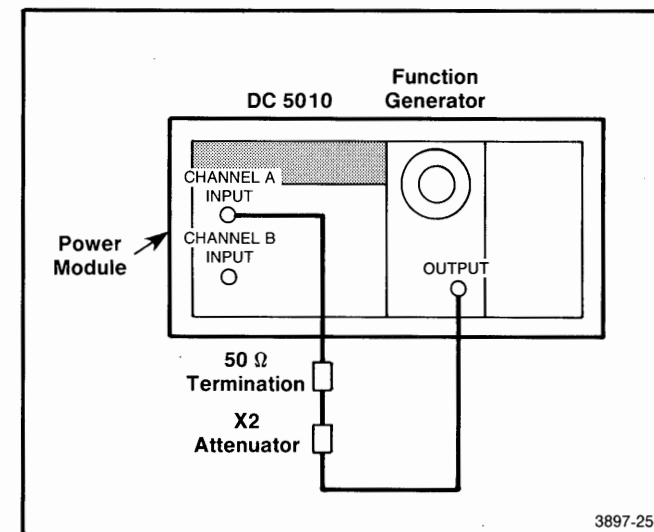 DC 5010
Function
Generator
CHANNEL A
INPUT
CHANNEL B
INPUT
OUTPUT
Power
Module
50 Ω
Termination
X2
Attenuator
3897-25